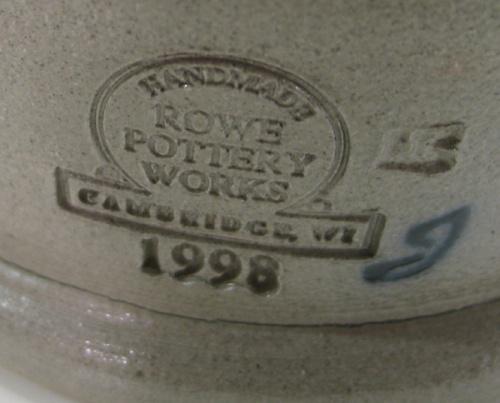 HANDMADE
ROWE
POTTERY
WORKS
CAMBRIDGE, WI
1998